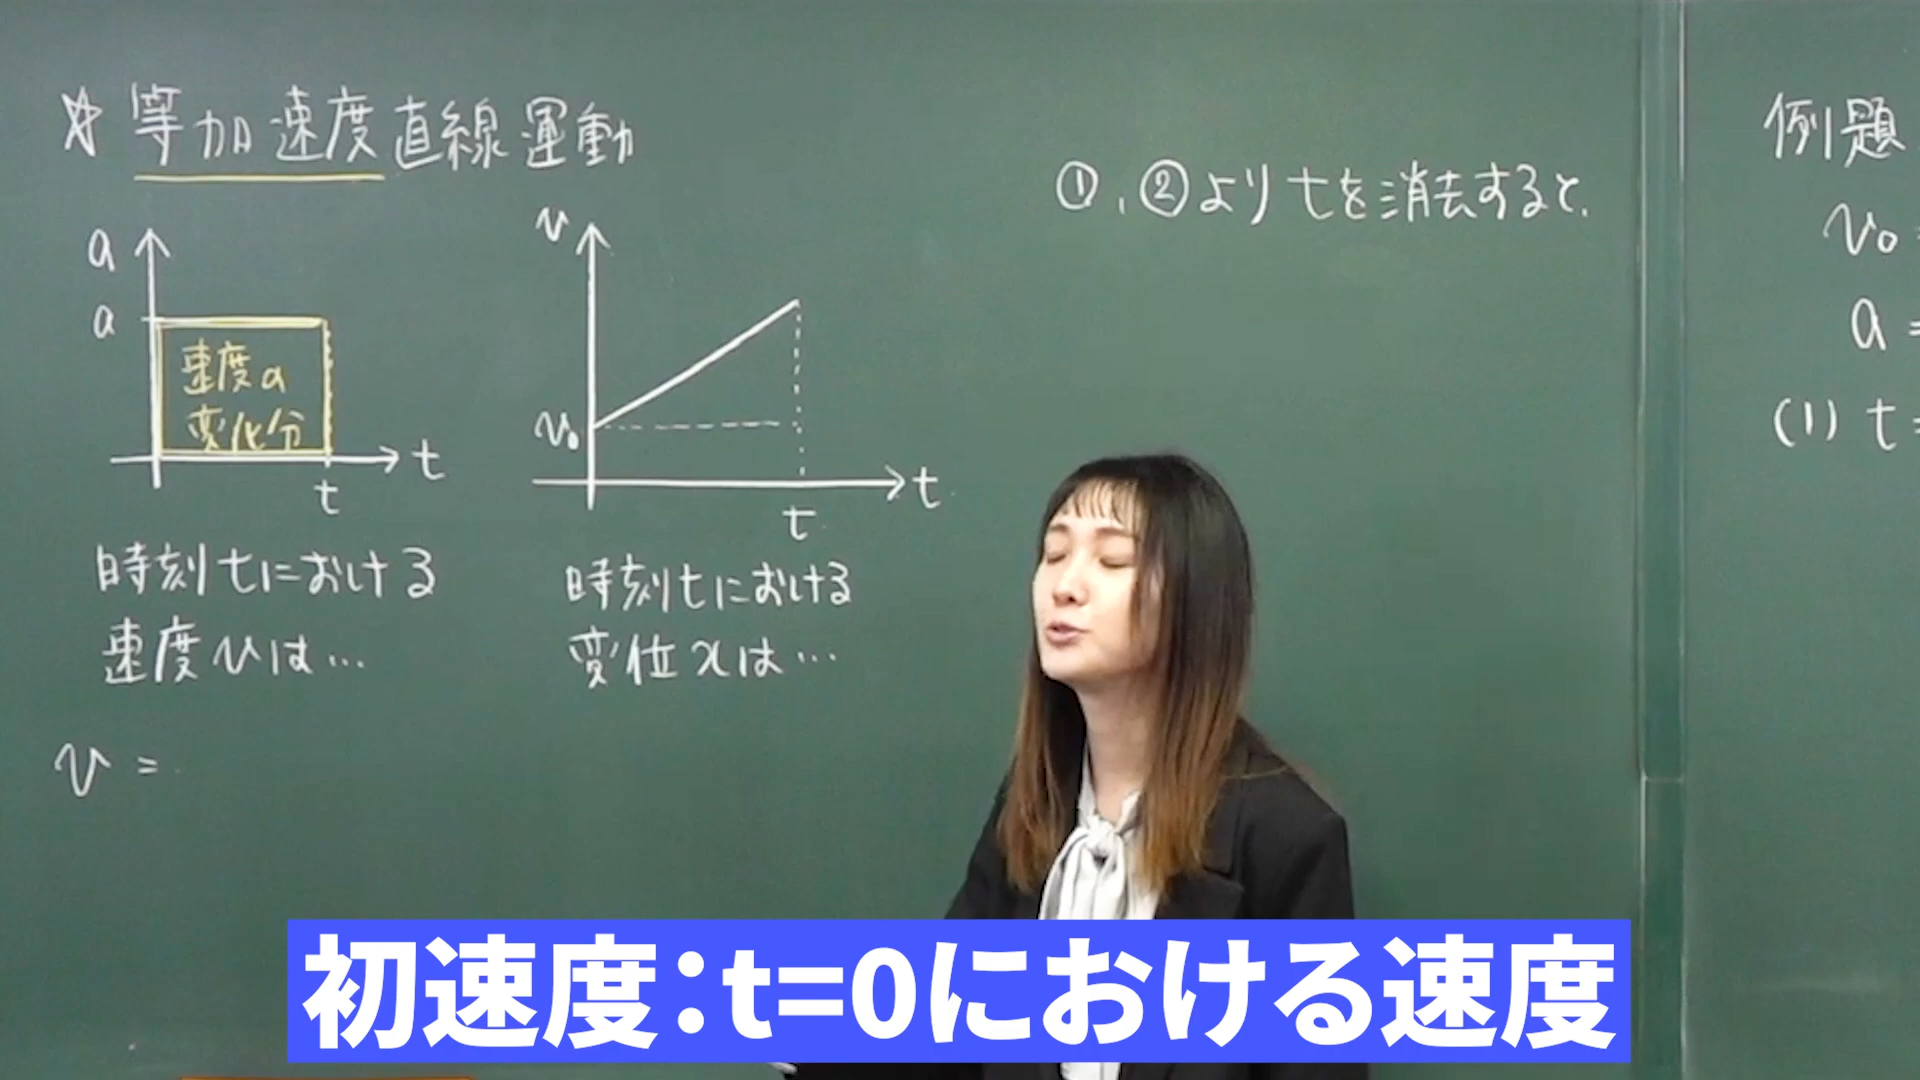 ☆等加速度直線運動
a
a
速度の
変化分
t
t
時刻tにおける
速度vは…
v =
v
v₀
t
t
時刻tにおける
変位xは…
①,②よりtを消去すると、
例題
v₀ =
a =
(1) t =
初速度:t=0における速度